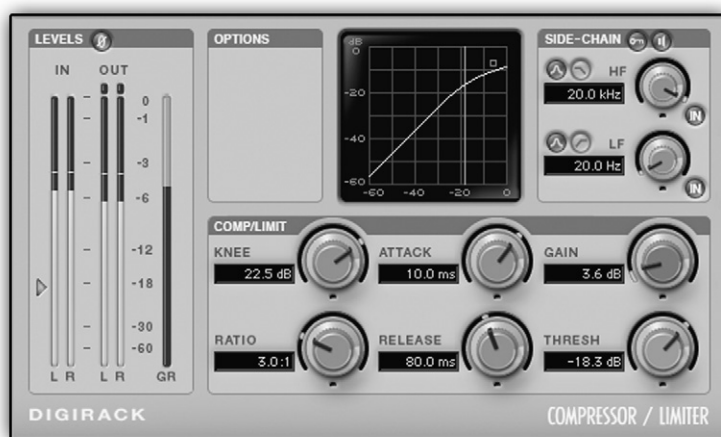 LEVELS
IN OUT
0
-1
-3
-6
-12
-18
-30
-60
L R L R GR
OPTIONS
dB
0
-20
-40
-60
-60 -40 -20 0
SIDE-CHAIN
HF
20.0 kHz
IN
LF
20.0 Hz
IN
COMP/LIMIT
KNEE
22.5 dB
ATTACK
10.0 ms
GAIN
3.6 dB
RATIO
3.0:1
RELEASE
80.0 ms
THRESH
-18.3 dB
DIGIRACK
COMPRESSOR / LIMITER